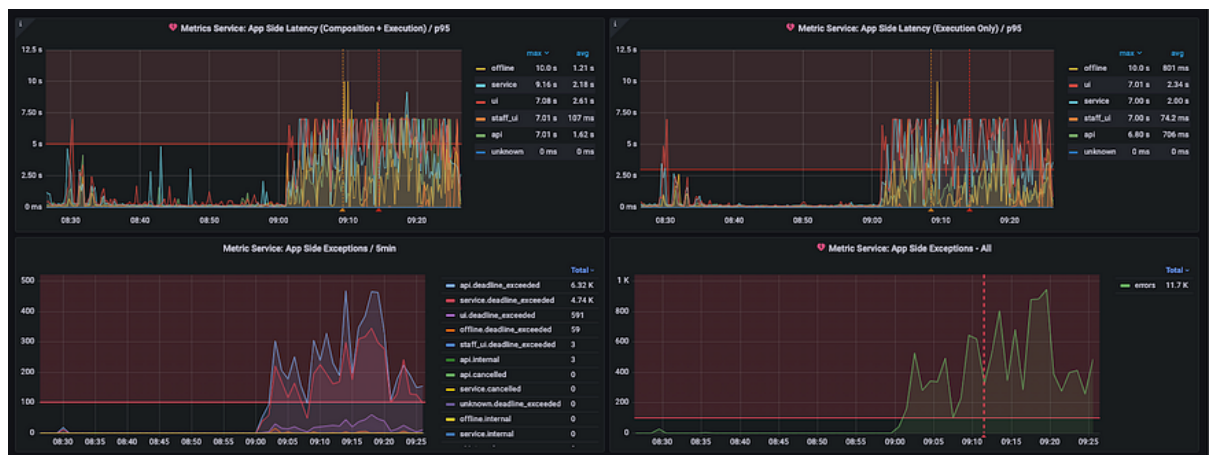 Metrics Service: App Side Latency (Composition + Execution) / p95
12.5 s
10 s
7.50 s
5 s
2.50 s
0 ms
08:30 08:40 08:50 09:00 09:10 09:20
max avg
offline 10.0 s 1.21 s
service 9.16 s 2.18 s
ui 7.08 s 2.61 s
staff_ui 7.01 s 107 ms
api 7.01 s 1.62 s
unknown 0 ms 0 ms
Metric Service: App Side Latency (Execution Only) / p95
12.5 s
10 s
7.50 s
5 s
2.50 s
0 ms
08:30 08:40 08:50 09:00 09:10 09:20
max avg
offline 10.0 s 801 ms
ui 7.01 s 2.34 s
service 7.00 s 2.00 s
staff_ui 7.00 s 74.2 ms
api 6.80 s 706 ms
unknown 0 ms 0 ms
Metric Service: App Side Exceptions / 5min
500
400
300
200
100
0
08:30 08:35 08:40 08:45 08:50 08:55 09:00 09:05 09:10 09:15 09:20 09:25
Total
api.deadline_exceeded 6.32 K
service.deadline_exceeded 4.74 K
ui.deadline_exceeded 591
offline.deadline_exceeded 59
staff_ui.deadline_exceeded 3
api.internal 3
api.cancelled 0
service.cancelled 0
unknown.deadline_exceeded 0
offline.internal 0
service.internal 0
Metric Service: App Side Exceptions - All
1 K
800
600
400
200
0
08:30 08:35 08:40 08:45 08:50 08:55 09:00 09:05 09:10 09:15 09:20 09:25
Total
errors 11.7 K